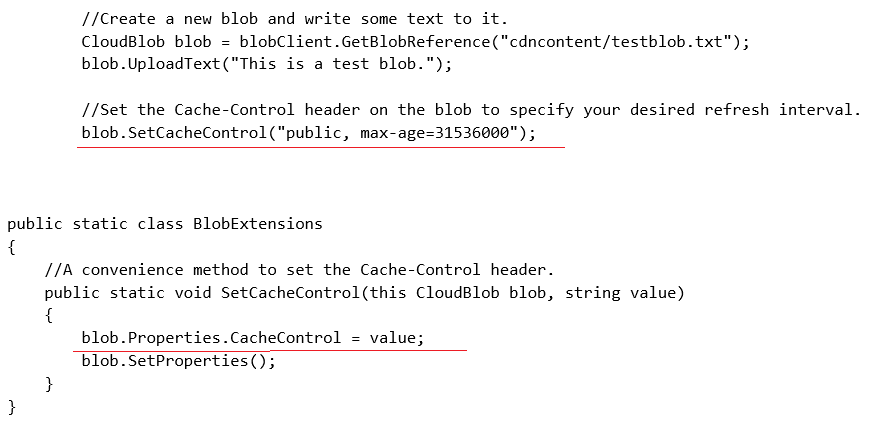 //Create a new blob and write some text to it.
CloudBlob blob = blobClient.GetBlobReference("cdncontent/testblob.txt");
blob.UploadText("This is a test blob.");
//Set the Cache-Control header on the blob to specify your desired refresh interval.
blob.SetCacheControl("public, max-age=31536000");
public static class BlobExtensions
{
//A convenience method to set the Cache-Control header.
public static void SetCacheControl(this CloudBlob blob, string value)
{
blob.Properties.CacheControl = value;
blob.SetProperties();
}
}